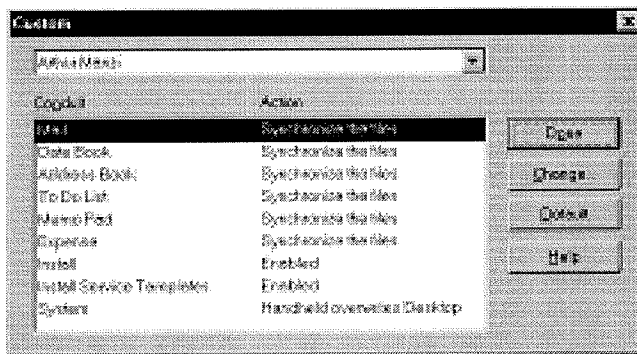 Custom
Conduit Action
Mail Synchronize the files
Date Book Synchronize the files
Address Book Synchronize the files
To Do List Synchronize the files
Memo Pad Synchronize the files
Expense Synchronize the files
Install Enabled
Install Service Templates Enabled
System Handheld overwrites Desktop
Done
Change...
Default
Help